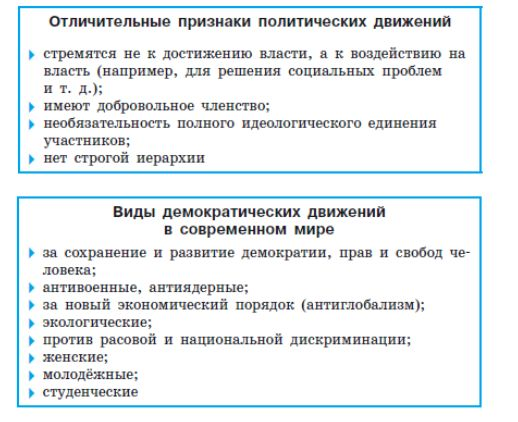 Отличительные признаки политических движений
стремятся не к достижению власти, а к воздействию на
власть (например, для решения социальных проблем
и т. д.);
имеют добровольное членство;
необязательность полного идеологического единения
участников;
нет строгой иерархии
Виды демократических движений
в современном мире
за сохранение и развитие демократии, прав и свобод че-
ловека;
антивоенные, антиядерные;
за новый экономический порядок (антиглобализм);
экологические;
против расовой и национальной дискриминации;
женские;
молодёжные;
студенческие